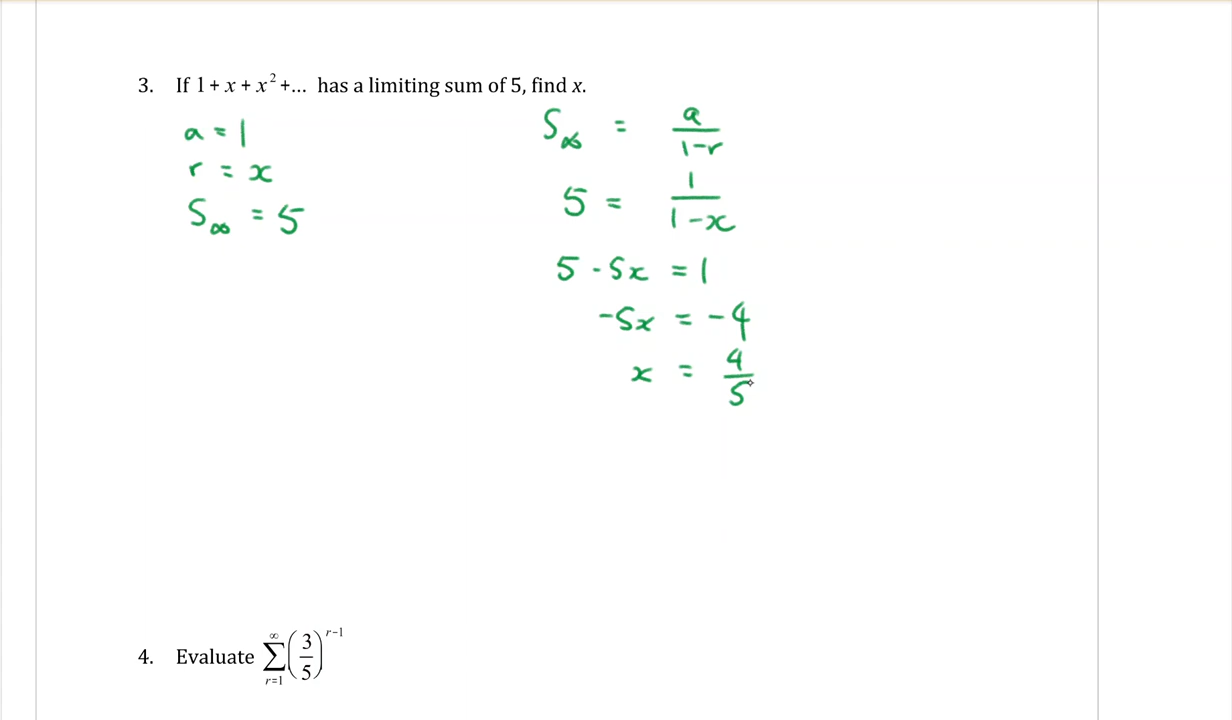 3. If 1 + x + x² +... has a limiting sum of 5, find x.
a = 1
r = x
S∞ = 5
S∞ = a/(1-r)
5 = 1/(1-x)
5 - 5x = 1
-5x = -4
x = 4/5
4. Evaluate ∑_{r=1}^{∞} (3/5)^{r-1}